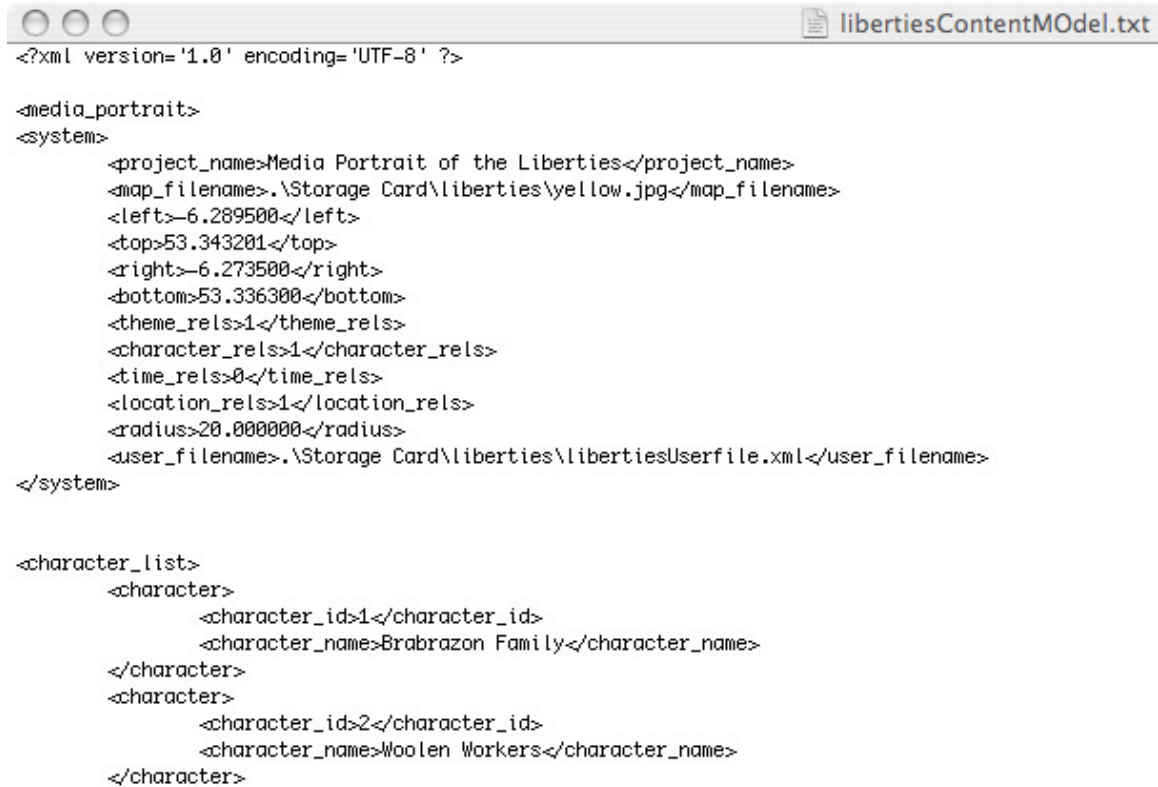 libertiesContentMOdel.txt
<?xml version='1.0' encoding='UTF-8' ?>
<media_portrait>
<system>
<project_name>Media Portrait of the Liberties</project_name>
<map_filename>.\Storage Card\liberties\yellow.jpg</map_filename>
<left>-6.289500</left>
<top>53.343201</top>
<right>-6.273500</right>
<bottom>53.336300</bottom>
<theme_rels>1</theme_rels>
<character_rels>1</character_rels>
<time_rels>0</time_rels>
<location_rels>1</location_rels>
<radius>20.000000</radius>
<user_filename>.\Storage Card\liberties\libertiesUserfile.xml</user_filename>
</system>
<character_list>
<character>
<character_id>1</character_id>
<character_name>Brabrazon Family</character_name>
</character>
<character>
<character_id>2</character_id>
<character_name>Woolen Workers</character_name>
</character>